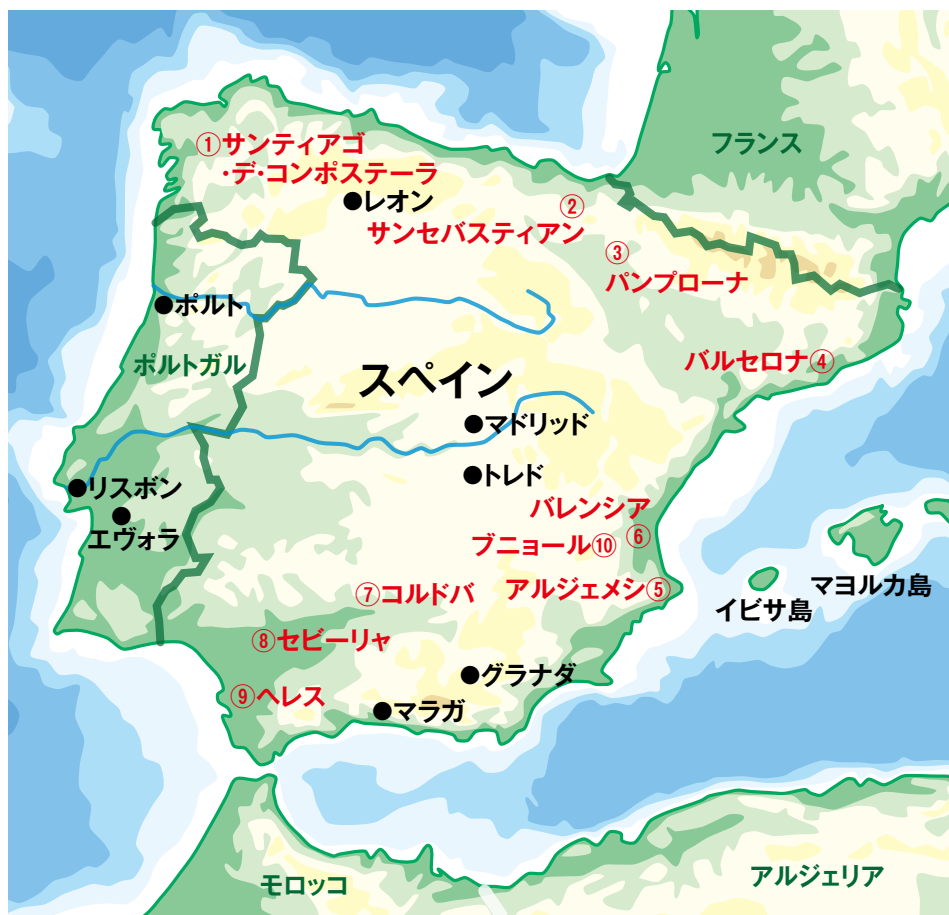 ①サンティアゴ
・デ・コンポステーラ
フランス
●レオン
②
サンセバスティアン
③
パンプローナ
●ポルト
ポルトガル
バルセロナ④
スペイン
●マドリッド
●トレド
●リスボン
●
エヴォラ
バレンシア
⑥
ブニョール⑩
⑦コルドバ
アルジェメシ⑤
イビサ島
マヨルカ島
⑧セビーリャ
●グラナダ
⑨ヘレス
●マラガ
モロッコ
アルジェリア